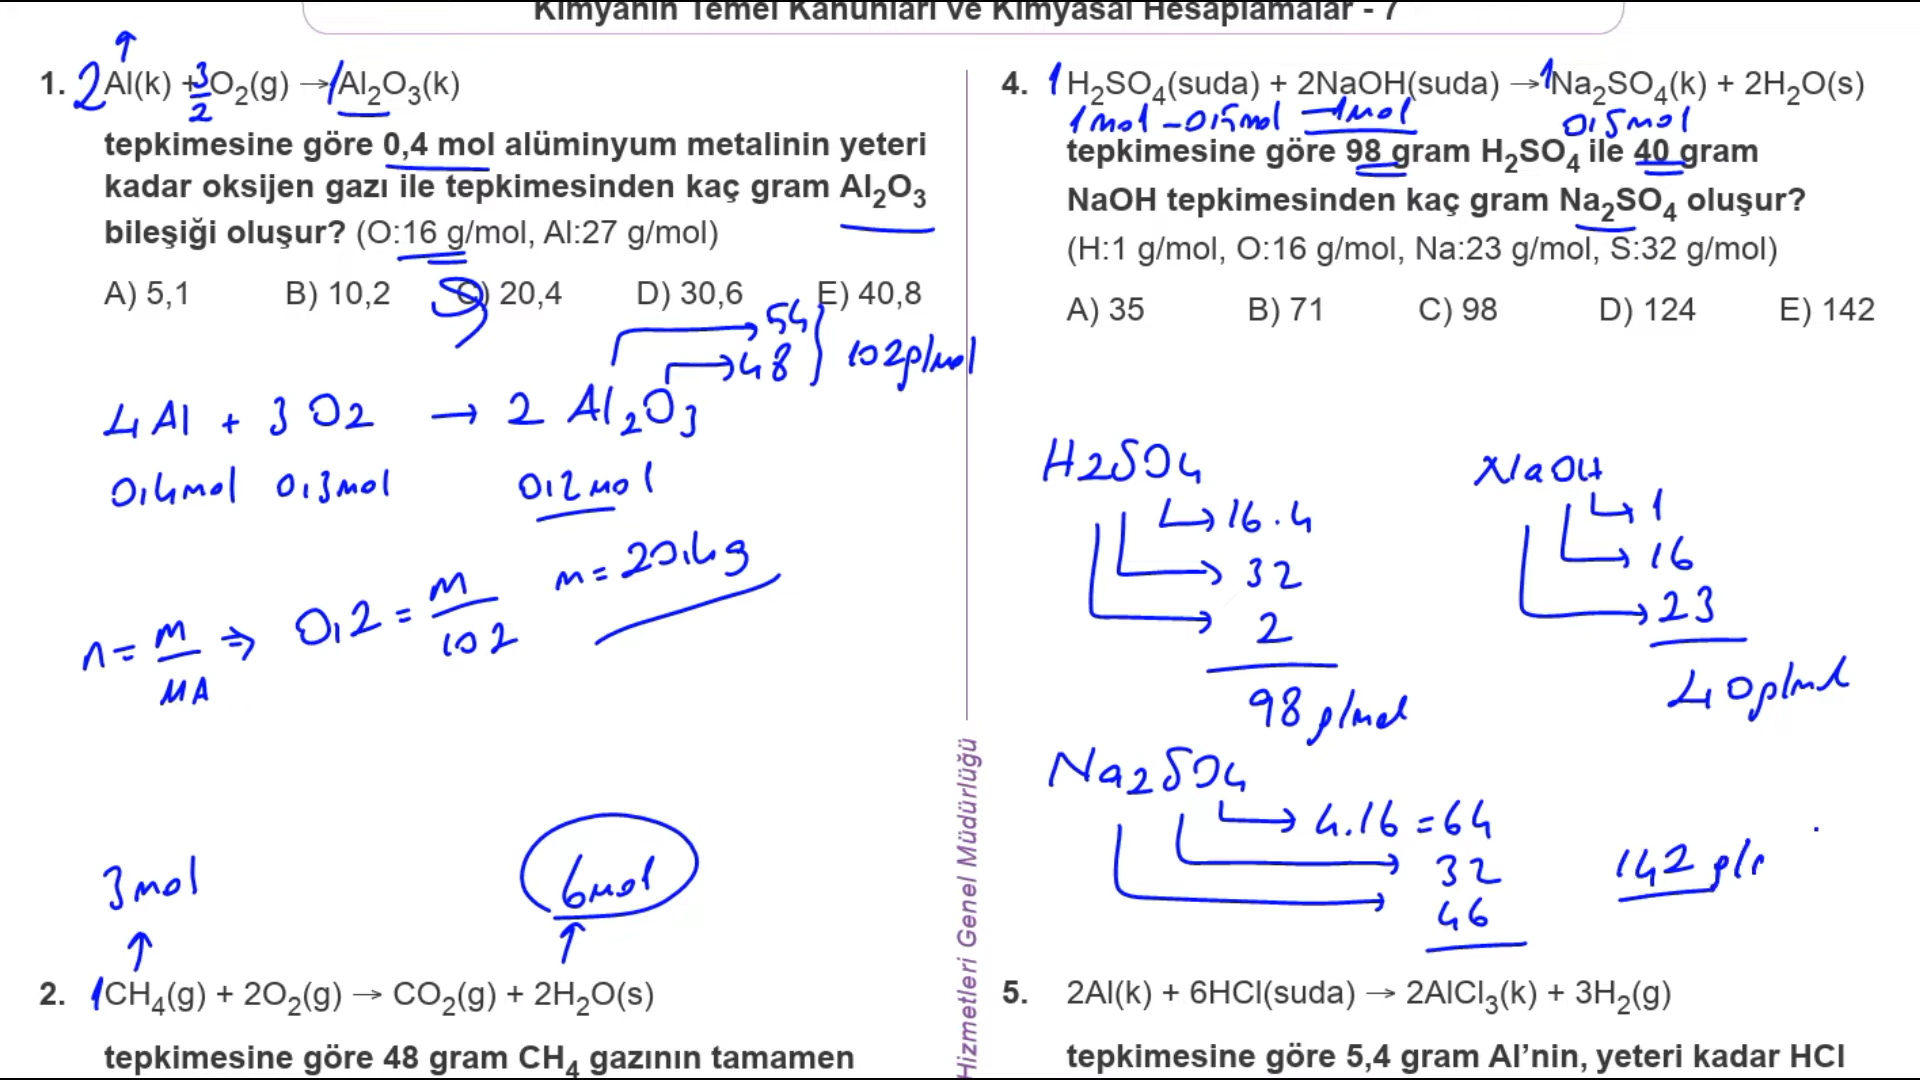 Kimyanın Temel Kanunları ve Kimyasal Hesaplamalar - 7
1. 2Al(k) + 3/2 O₂(g) → 1Al₂O₃(k)
tepkimesine göre 0,4 mol alüminyum metalinin yeteri
kadar oksijen gazı ile tepkimesinden kaç gram Al₂O₃
bileşiği oluşur? (O:16 g/mol, Al:27 g/mol)
A) 5,1 B) 10,2 C) 20,4 D) 30,6 E) 40,8
54
48
102 g/mol
4Al + 3O2 → 2 Al₂O₃
0,4mol 0,3mol 0,2mol
n = m/MA ⇒ 0,2 = m/102 m = 20,4g
3mol 6mol
2. 1CH₄(g) + 2O₂(g) → CO₂(g) + 2H₂O(s)
tepkimesine göre 48 gram CH₄ gazının tamamen
Hizmetleri Genel Müdürlüğü
4. 1H₂SO₄(suda) + 2NaOH(suda) → 1Na₂SO₄(k) + 2H₂O(s)
1mol - 0,5mol - 1mol 0,5mol
tepkimesine göre 98 gram H₂SO₄ ile 40 gram
NaOH tepkimesinden kaç gram Na₂SO₄ oluşur?
(H:1 g/mol, O:16 g/mol, Na:23 g/mol, S:32 g/mol)
A) 35 B) 71 C) 98 D) 124 E) 142
H2SO4 NaOH
16.4 1
32 16
2 23
98 g/mol 40 g/mol
Na2SO4
4.16 = 64
32 142 g/
46
5. 2Al(k) + 6HCl(suda) → 2AlCl₃(k) + 3H₂(g)
tepkimesine göre 5,4 gram Al’nin, yeteri kadar HCl